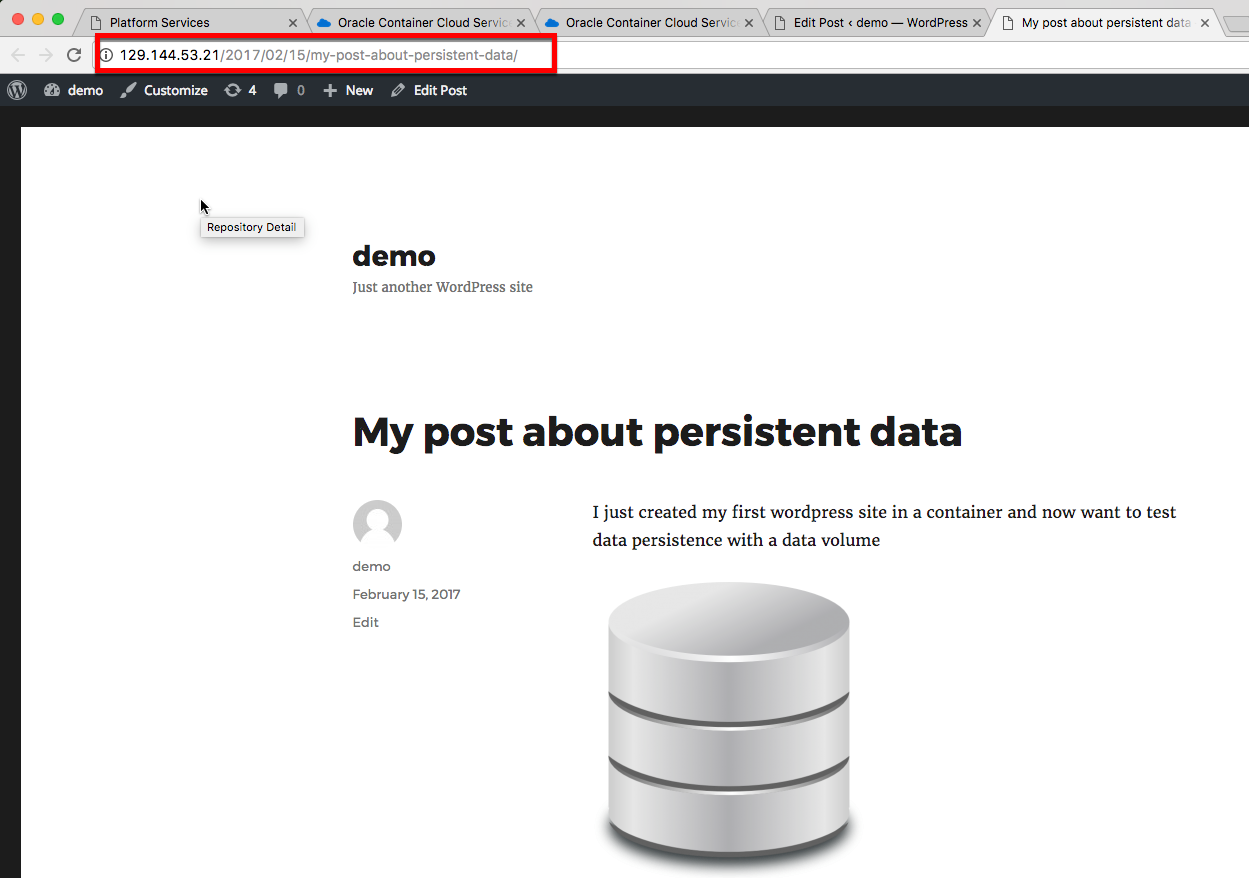 Platform Services
Oracle Container Cloud Servic
Oracle Container Cloud Servic
Edit Post ‹ demo — WordPress
My post about persistent data
129.144.53.21/2017/02/15/my-post-about-persistent-data/
demo Customize 4 0 New Edit Post
Repository Detail
demo
Just another WordPress site
My post about persistent data
I just created my first wordpress site in a container and now want to test
data persistence with a data volume
demo
February 15, 2017
Edit